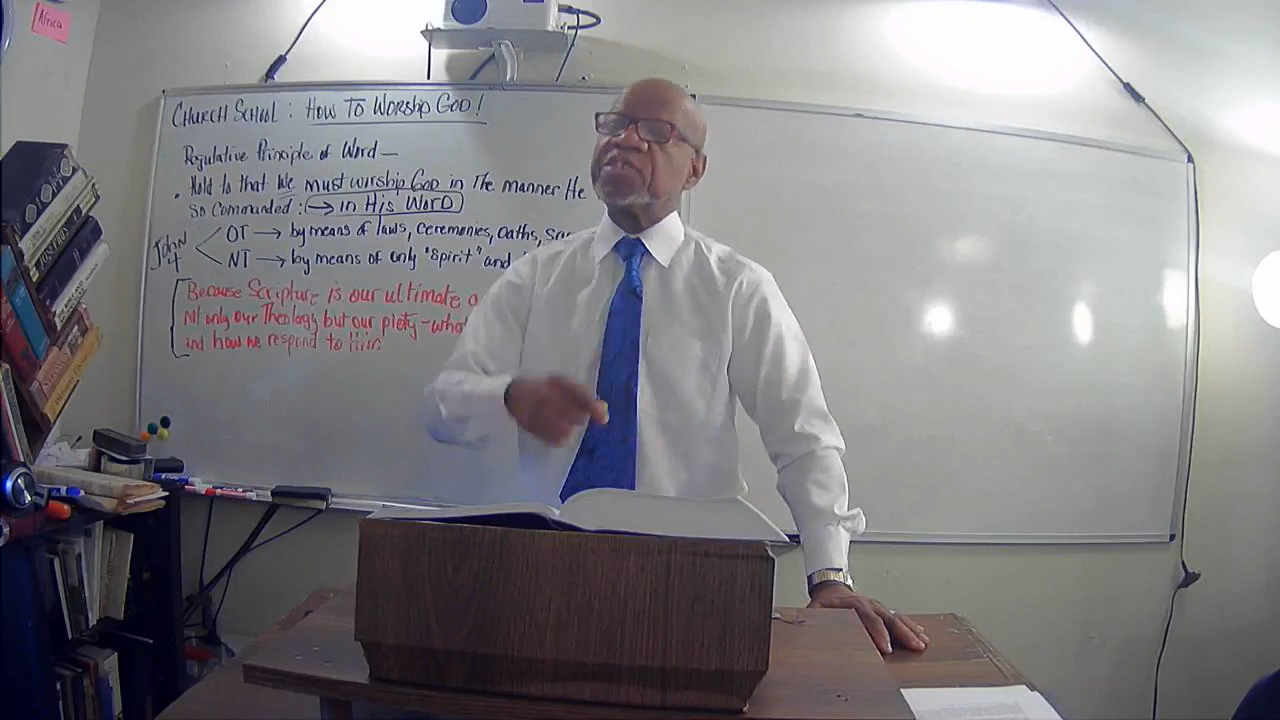 Africa
CHURCH SCHOOL: HOW TO WORSHIP GOD!
Regulative Principle of Word—
• Hold to that We must worship God in The manner He
So Commanded: → in His WORD
JOHN 4
OT → by means of laws, ceremonies, oaths,
NT → by means of only "Spirit" and
Because Scripture is our ultimate
Nt only our Theology but our piety -
and how we respond to Him